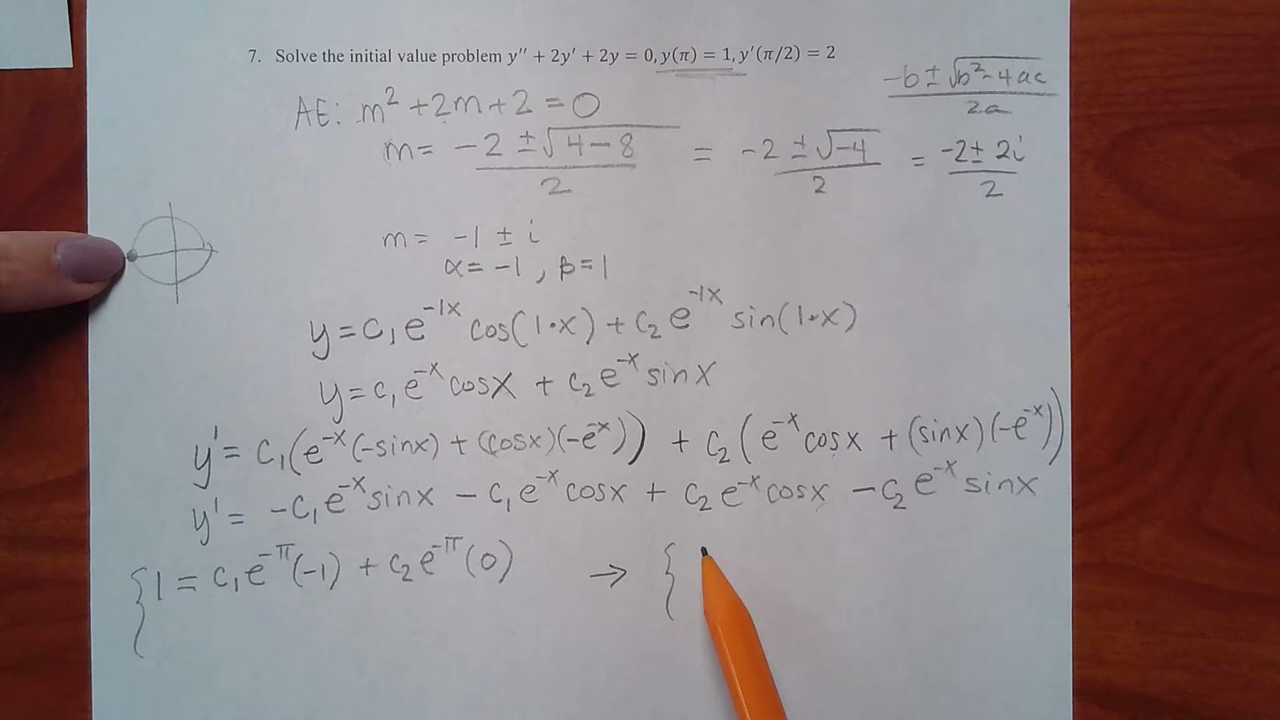 7. Solve the initial value problem y″ + 2y′ + 2y = 0, y(π) = 1, y′(π/2) = 2
-b ± √b²-4ac / 2a
AE: m² + 2m + 2 = 0
m = -2 ± √4-8 / 2 = -2 ± √-4 / 2 = -2 ± 2i / 2
m = -1 ± i
α = -1 , β = 1
y = c₁e^-1x cos(1·x) + c₂e^-1x sin(1·x)
y = c₁e^-x cosx + c₂e^-x sinx
y' = c₁(e^-x(-sinx) + (cosx)(-e^-x)) + c₂(e^-x cosx + (sinx)(-e^-x))
y' = -c₁e^-x sinx - c₁e^-x cosx + c₂e^-x cosx - c₂e^-x sinx
{ 1 = c₁e^-π(-1) + c₂e^-π(0) → {